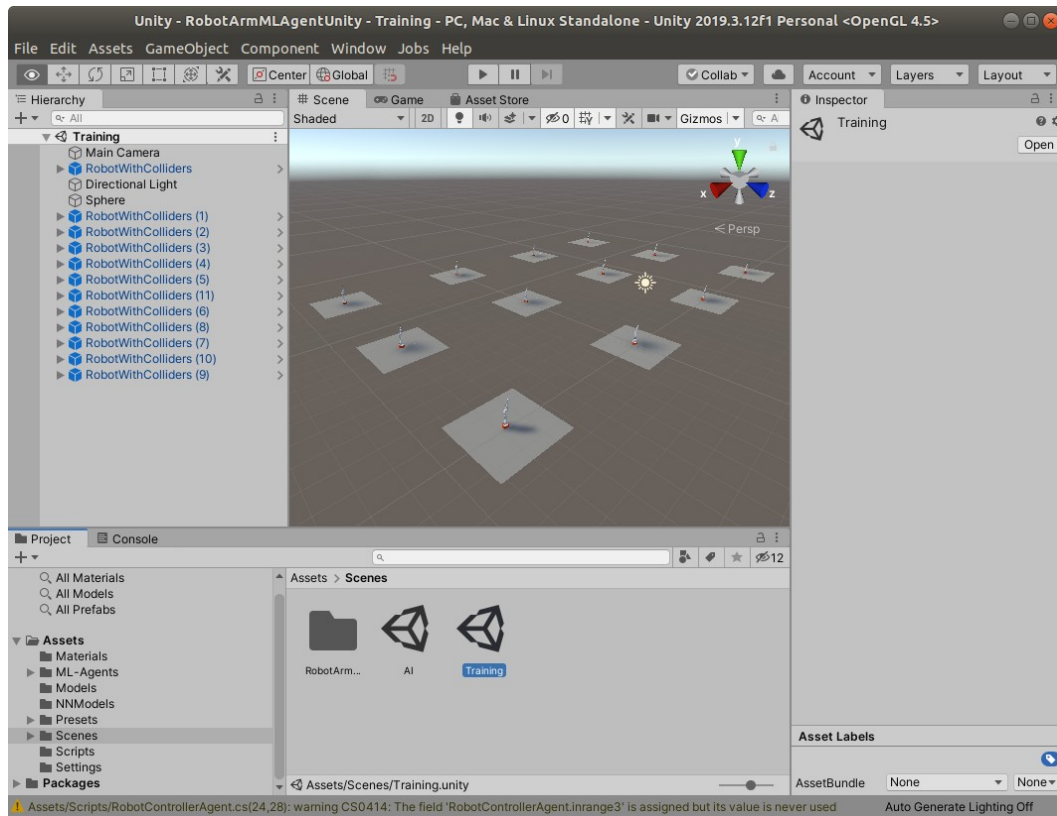 Unity - RobotArmMLAgentUnity - Training - PC, Mac & Linux Standalone - Unity 2019.3.12f1 Personal <OpenGL 4.5>
File Edit Assets GameObject Component Window Jobs Help
Center Global Collab Account Layers Layout
Hierarchy
All
Training
Main Camera
RobotWithColliders
Directional Light
Sphere
RobotWithColliders (1)
RobotWithColliders (2)
RobotWithColliders (3)
RobotWithColliders (4)
RobotWithColliders (5)
RobotWithColliders (11)
RobotWithColliders (6)
RobotWithColliders (8)
RobotWithColliders (7)
RobotWithColliders (10)
RobotWithColliders (9)
Scene Game Asset Store
Shaded 2D 0 Gizmos A
y
x z
Persp
Inspector
Training
Open
Project Console
12
All Materials
All Models
All Prefabs
Assets
Materials
ML-Agents
Models
NNModels
Presets
Scenes
Scripts
Settings
Packages
Assets > Scenes
RobotArm... AI Training
Assets/Scenes/Training.unity
Asset Labels
AssetBundle None None
Assets/Scripts/RobotControllerAgent.cs(24,28): warning CS0414: The field 'RobotControllerAgent.inrange3' is assigned but its value is never used
Auto Generate Lighting Off